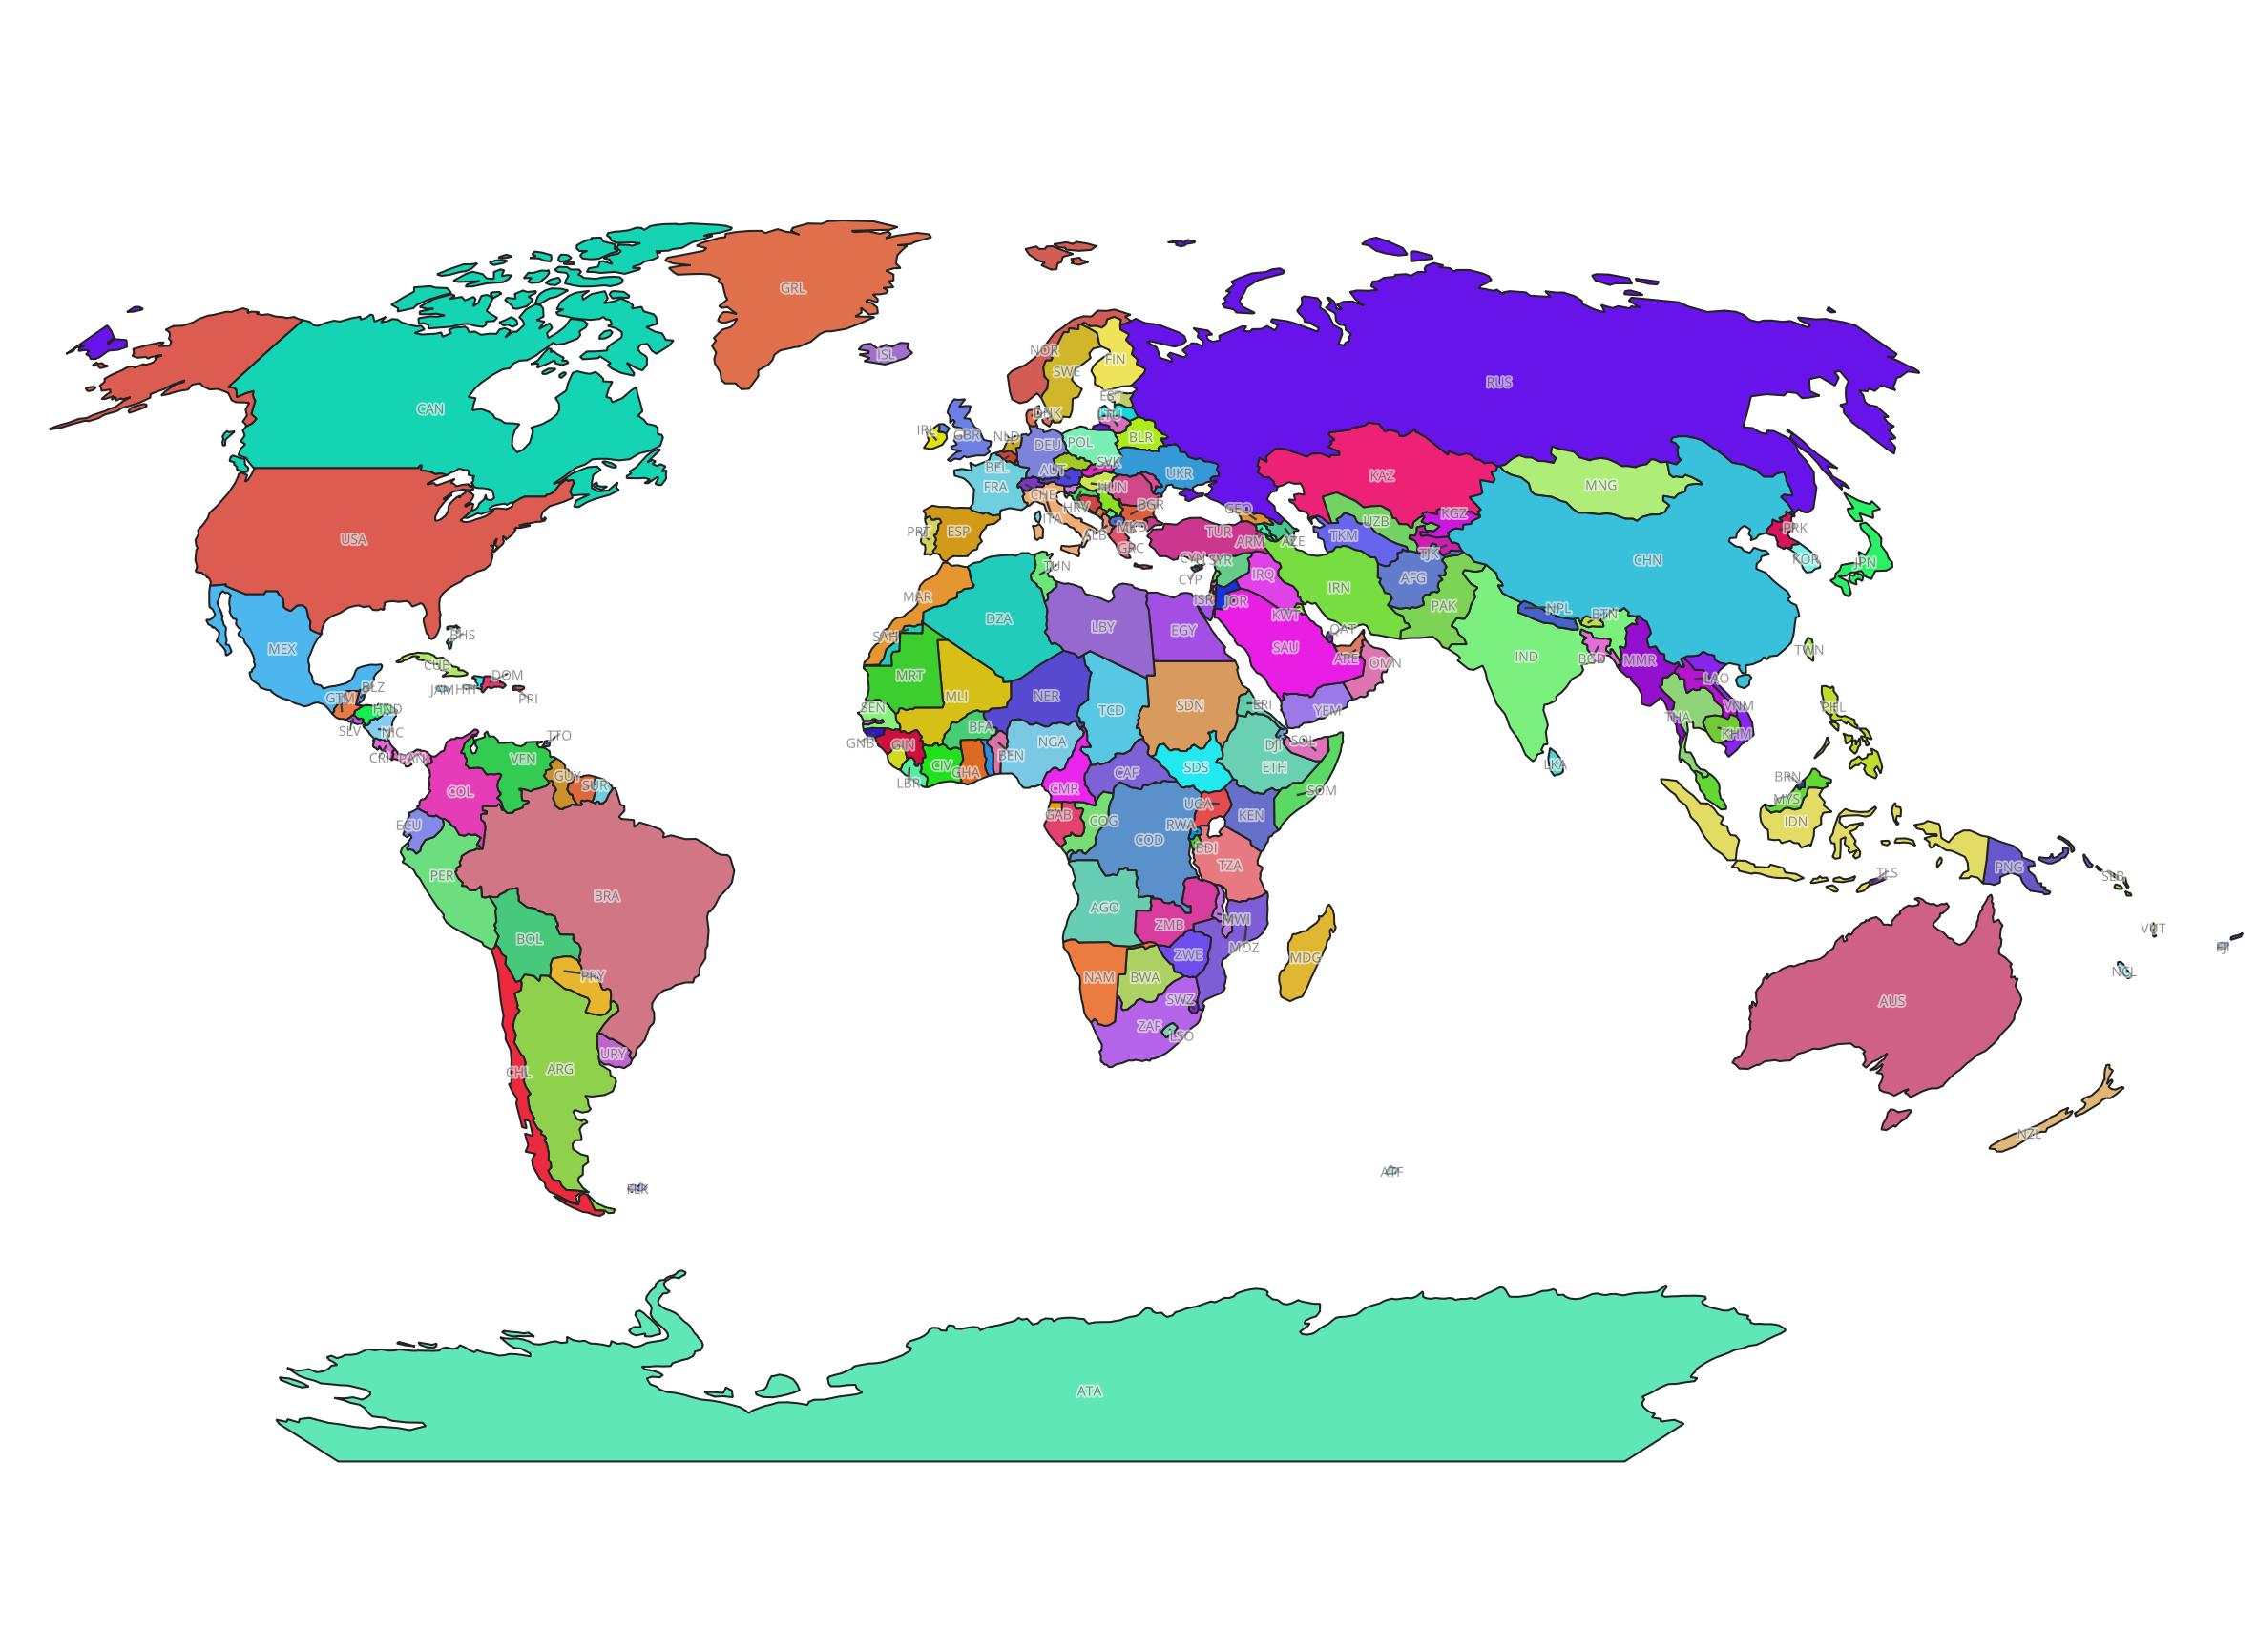 GRL
ISL
CAN
USA
MEX
BHS
CUB
DOM
JAM
HTI
PRI
BLZ
GTM
HND
SLV
NIC
CRI
PAN
TTO
VEN
GUY
SUR
COL
ECU
PER
BRA
BOL
PRY
URY
CHL
ARG
FLK
NOR
SWE
FIN
EST
LTU
DNK
IRL
GBR
NLD
DEU
POL
BLR
BEL
AUT
SVK
UKR
FRA
CHE
HUN
HRV
BGR
ITA
PRT
ESP
ALB
MKD
GRC
RUS
KAZ
MNG
GEO
TUR
ARM
AZE
UZB
KGZ
TKM
TJK
CYN
SYR
CYP
IRQ
IRN
AFG
PAK
ISR
JOR
KWT
QAT
SAU
ARE
OMN
YEM
CHN
PRK
KOR
JPN
NPL
BTN
IND
BGD
MMR
LAO
TWN
THA
VNM
KHM
PHL
LKA
BRN
MYS
IDN
TLS
PNG
SLB
VUT
FJI
NCL
AUS
NZL
TUN
MAR
DZA
LBY
EGY
SAH
MRT
MLI
NER
TCD
SDN
ERI
SEN
GNB
GIN
BFA
LBR
CIV
GHA
BEN
NGA
CMR
CAF
SDS
ETH
DJI
SOL
SOM
GAB
COG
COD
UGA
RWA
BDI
KEN
TZA
AGO
ZMB
MWI
MOZ
ZWE
NAM
BWA
SWZ
ZAF
LSO
MDG
ATF
ATA